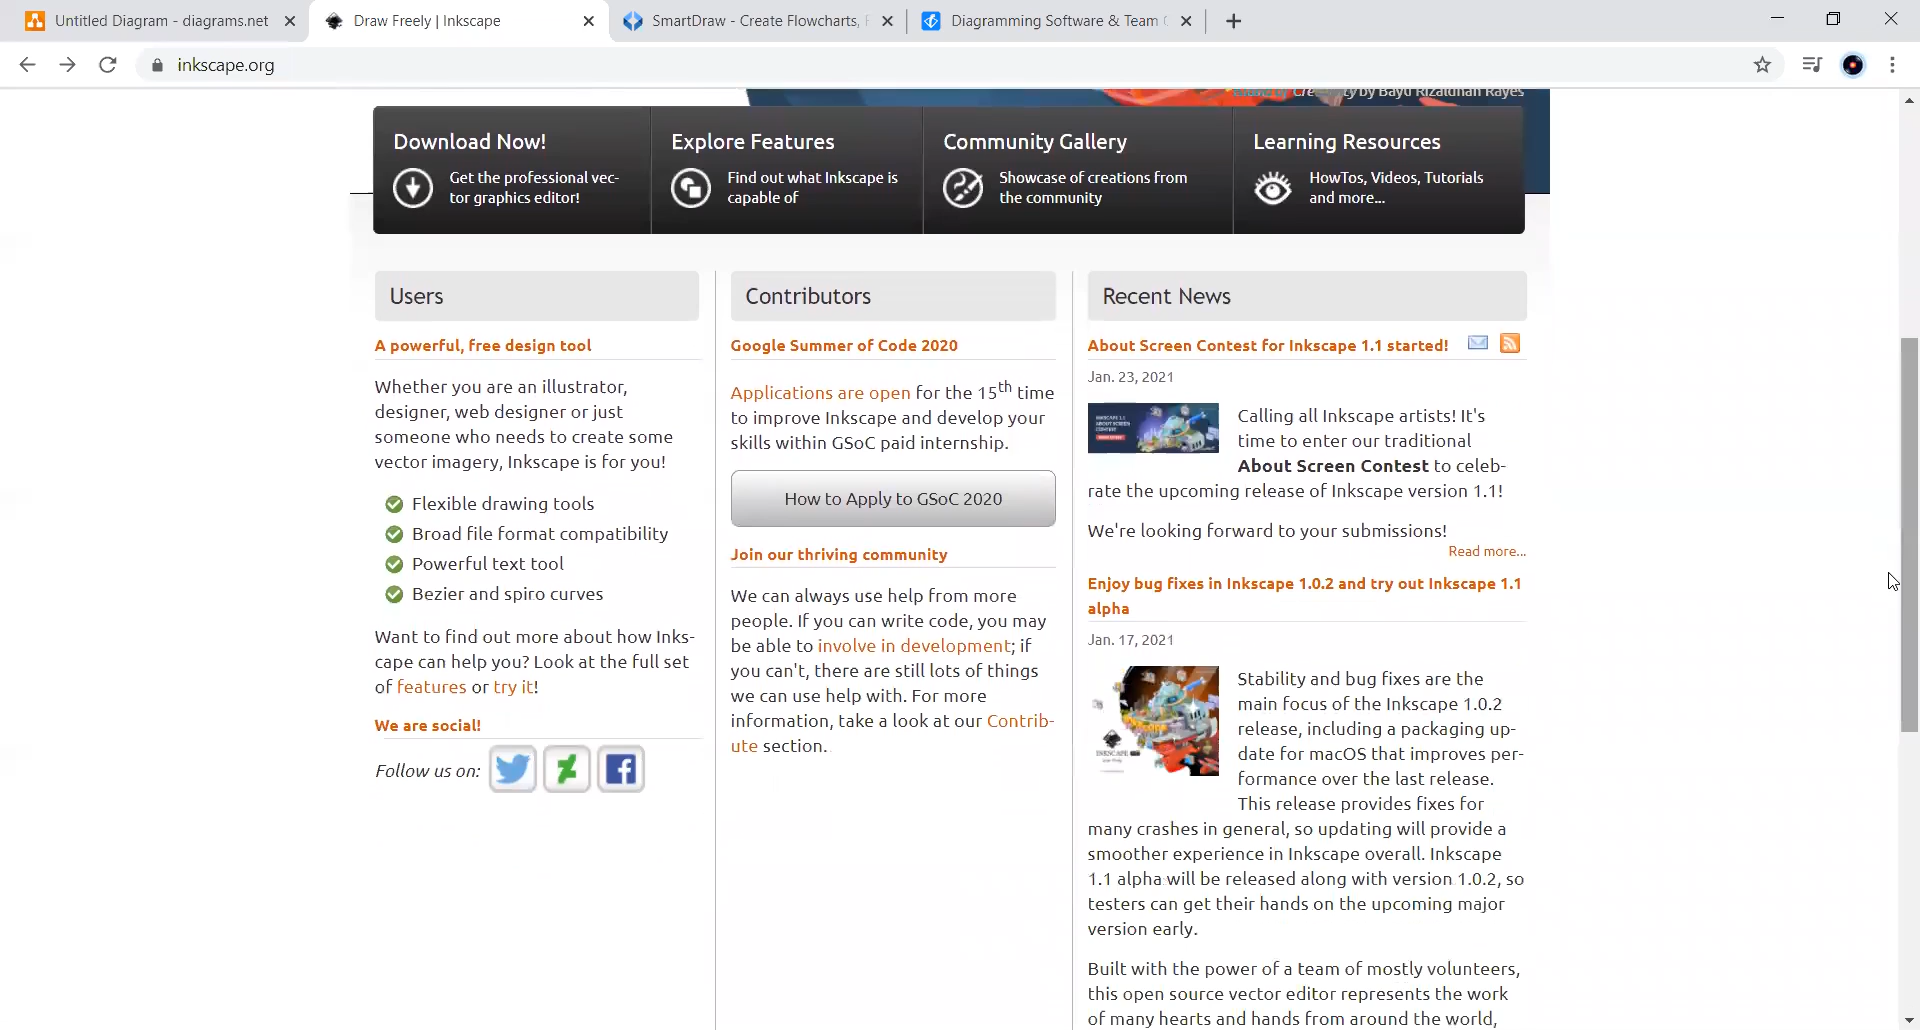 Untitled Diagram - diagrams.net
Draw Freely | Inkscape
SmartDraw - Create Flowcharts,
Diagramming Software & Team
inkscape.org
Creativity by Bayu Rizaldhan Rayes
Download Now!
Get the professional vec-
tor graphics editor!
Explore Features
Find out what Inkscape is
capable of
Community Gallery
Showcase of creations from
the community
Learning Resources
HowTos, Videos, Tutorials
and more...
Users
A powerful, free design tool
Whether you are an illustrator,
designer, web designer or just
someone who needs to create some
vector imagery, Inkscape is for you!
Flexible drawing tools
Broad file format compatibility
Powerful text tool
Bezier and spiro curves
Want to find out more about how Inks-
cape can help you? Look at the full set
of features or try it!
We are social!
Follow us on:
Contributors
Google Summer of Code 2020
Applications are open for the 15th time
to improve Inkscape and develop your
skills within GSoC paid internship.
How to Apply to GSoC 2020
Join our thriving community
We can always use help from more
people. If you can write code, you may
be able to involve in development; if
you can't, there are still lots of things
we can use help with. For more
information, take a look at our Contrib-
ute section.
Recent News
About Screen Contest for Inkscape 1.1 started!
Jan. 23, 2021
INKSCAPE 1.1
ABOUT SCREEN
CONTEST
Calling all Inkscape artists! It's
time to enter our traditional
About Screen Contest to celeb-
rate the upcoming release of Inkscape version 1.1!
We're looking forward to your submissions!
Read more...
Enjoy bug fixes in Inkscape 1.0.2 and try out Inkscape 1.1
alpha
Jan. 17, 2021
INKSCAPE
Stability and bug fixes are the
main focus of the Inkscape 1.0.2
release, including a packaging up-
date for macOS that improves per-
formance over the last release.
This release provides fixes for
many crashes in general, so updating will provide a
smoother experience in Inkscape overall. Inkscape
1.1 alpha will be released along with version 1.0.2, so
testers can get their hands on the upcoming major
version early.
Built with the power of a team of mostly volunteers,
this open source vector editor represents the work
of many hearts and hands from around the world,